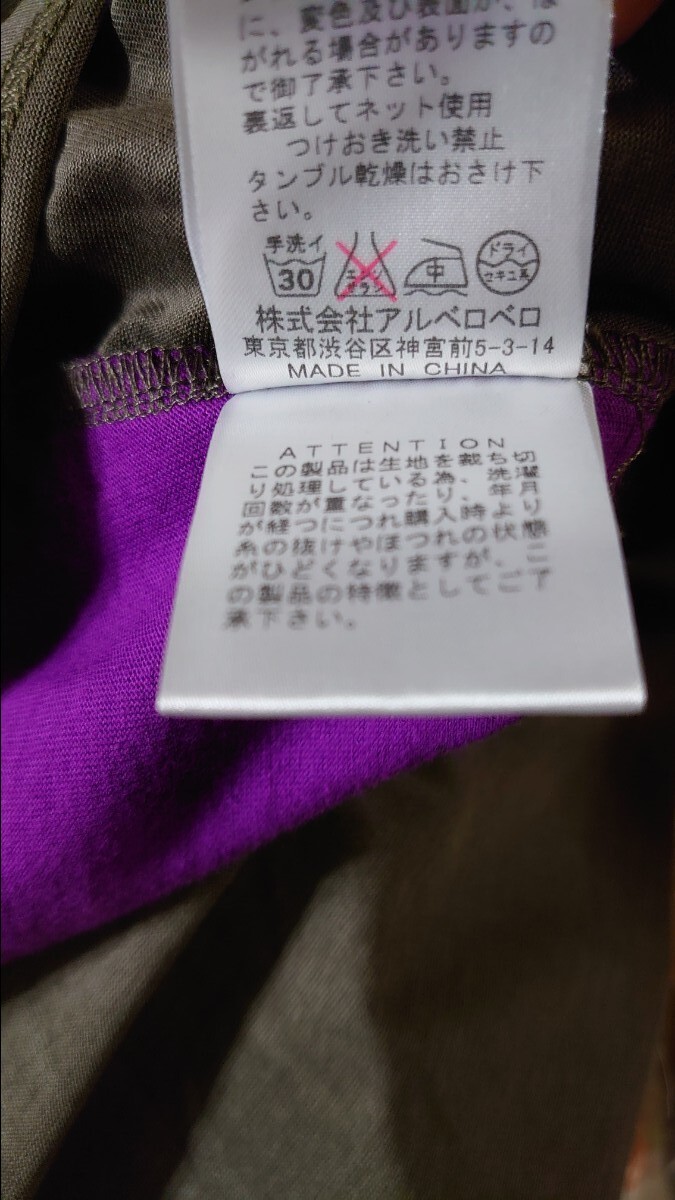 に、変色及び表面が、は
がれる場合がありますの
で御了承下さい。
裏返してネット使用
つけおき洗い禁止
タンブル乾燥はおさけ下
さい。
手洗イ
30
エンソ
サラシ
中
ドライ
セキユ系
株式会社アルベロベロ
東京都渋谷区神宮前5-3-14
MADE IN CHINA
ATTENTION
この製品は生地を裁ち切
り処理している為、洗濯
回数が重なったり、年月
が経つにつれ購入時より
糸の抜けやほつれの状態
がひどくなりますが、こ
の製品の特徴としてご了
承下さい。